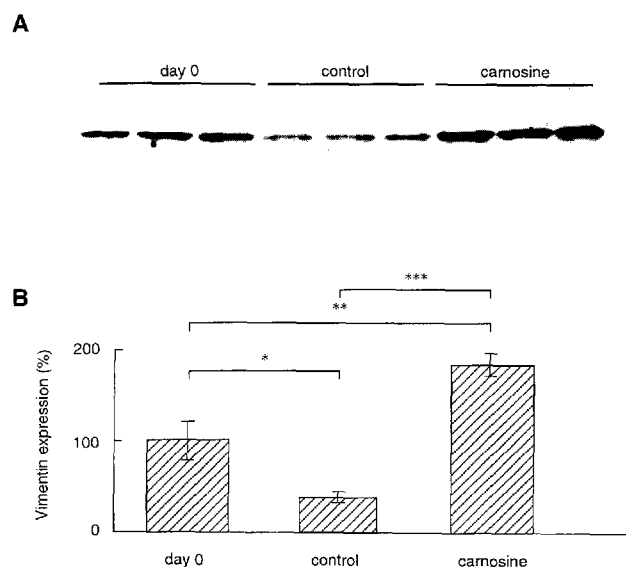 A
day 0 control carnosine
B
***
**
*
Vimentin expression (%)
200
100
0
day 0 control carnosine